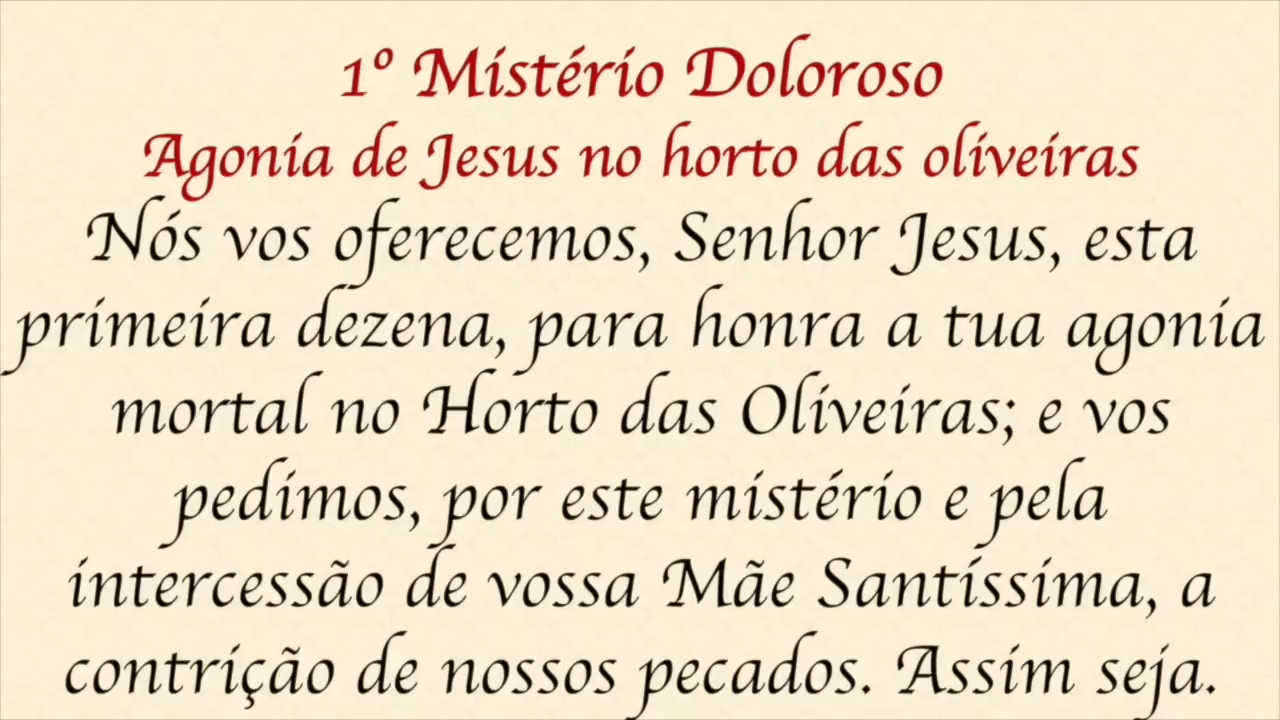 1º Mistério Doloroso
Agonia de Jesus no horto das oliveiras
Nós vos oferecemos, Senhor Jesus, esta
primeira dezena, para honra a tua agonia
mortal no Horto das Oliveiras; e vos
pedimos, por este mistério e pela
intercessão de vossa Mãe Santíssima, a
contrição de nossos pecados. Assim seja.